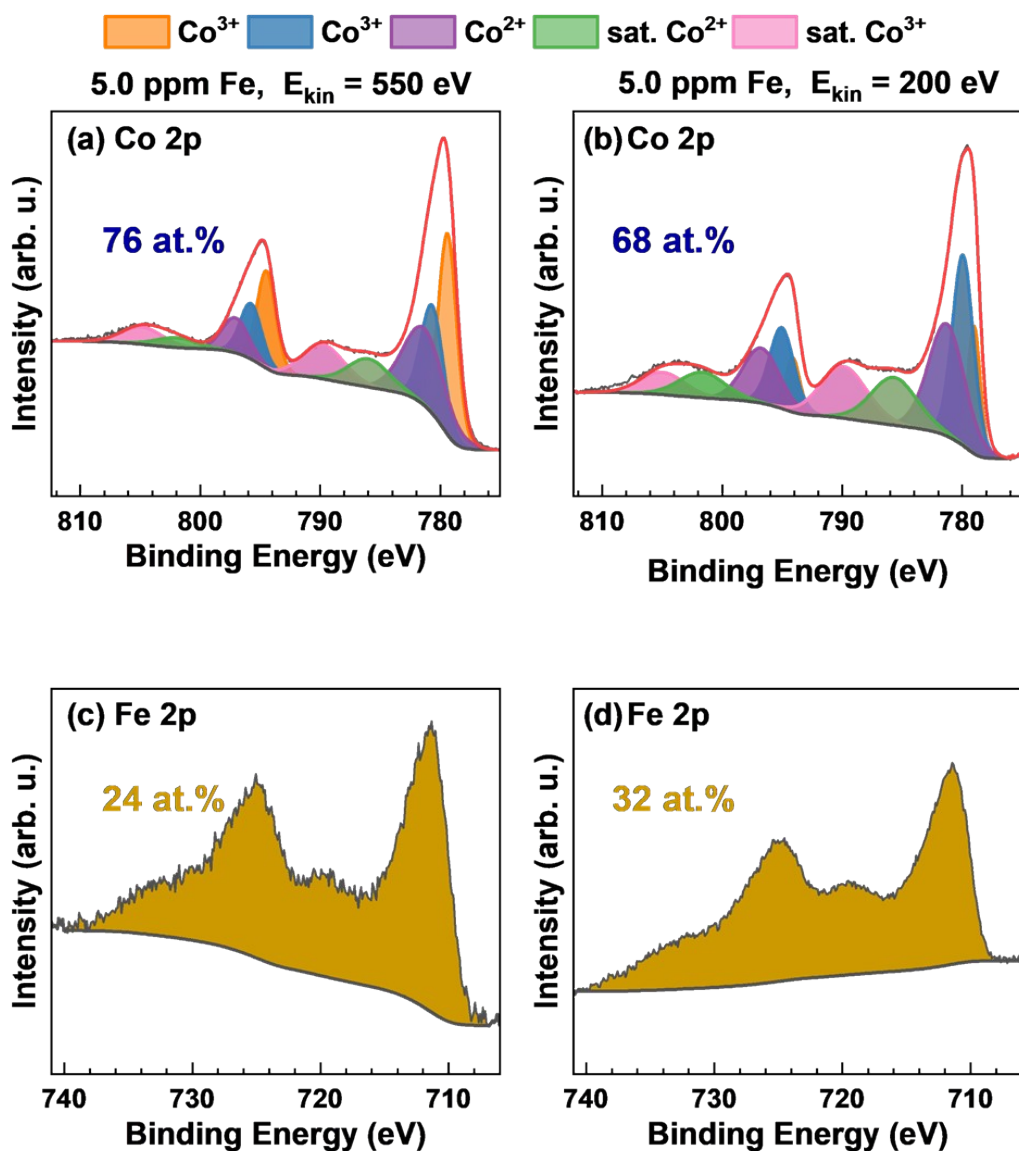 Co³⁺ Co³⁺ Co²⁺ sat. Co²⁺ sat. Co³⁺
5.0 ppm Fe, Eₖᵢₙ = 550 eV
5.0 ppm Fe, Eₖᵢₙ = 200 eV
(a) Co 2p
76 at.%
Intensity (arb. u.)
810 800 790 780
Binding Energy (eV)
(b) Co 2p
68 at.%
Intensity (arb. u.)
810 800 790 780
Binding Energy (eV)
(c) Fe 2p
24 at.%
Intensity (arb. u.)
740 730 720 710
Binding Energy (eV)
(d) Fe 2p
32 at.%
Intensity (arb. u.)
740 730 720 710
Binding Energy (eV)